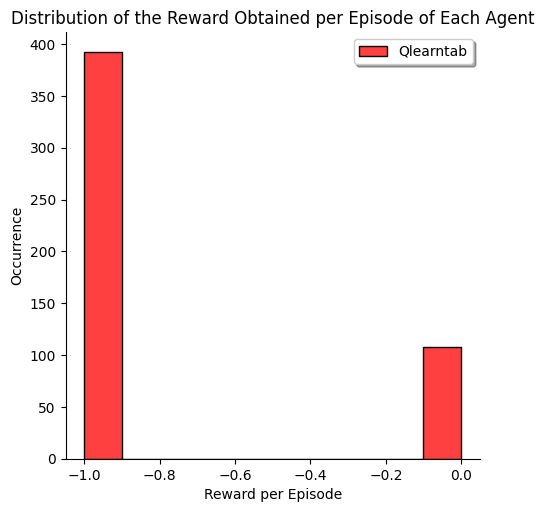 Distribution of the Reward Obtained per Episode of Each Agent
Qlearntab
400
350
300
250
200
150
100
50
0
Occurrence
−1.0 −0.8 −0.6 −0.4 −0.2 0.0
Reward per Episode